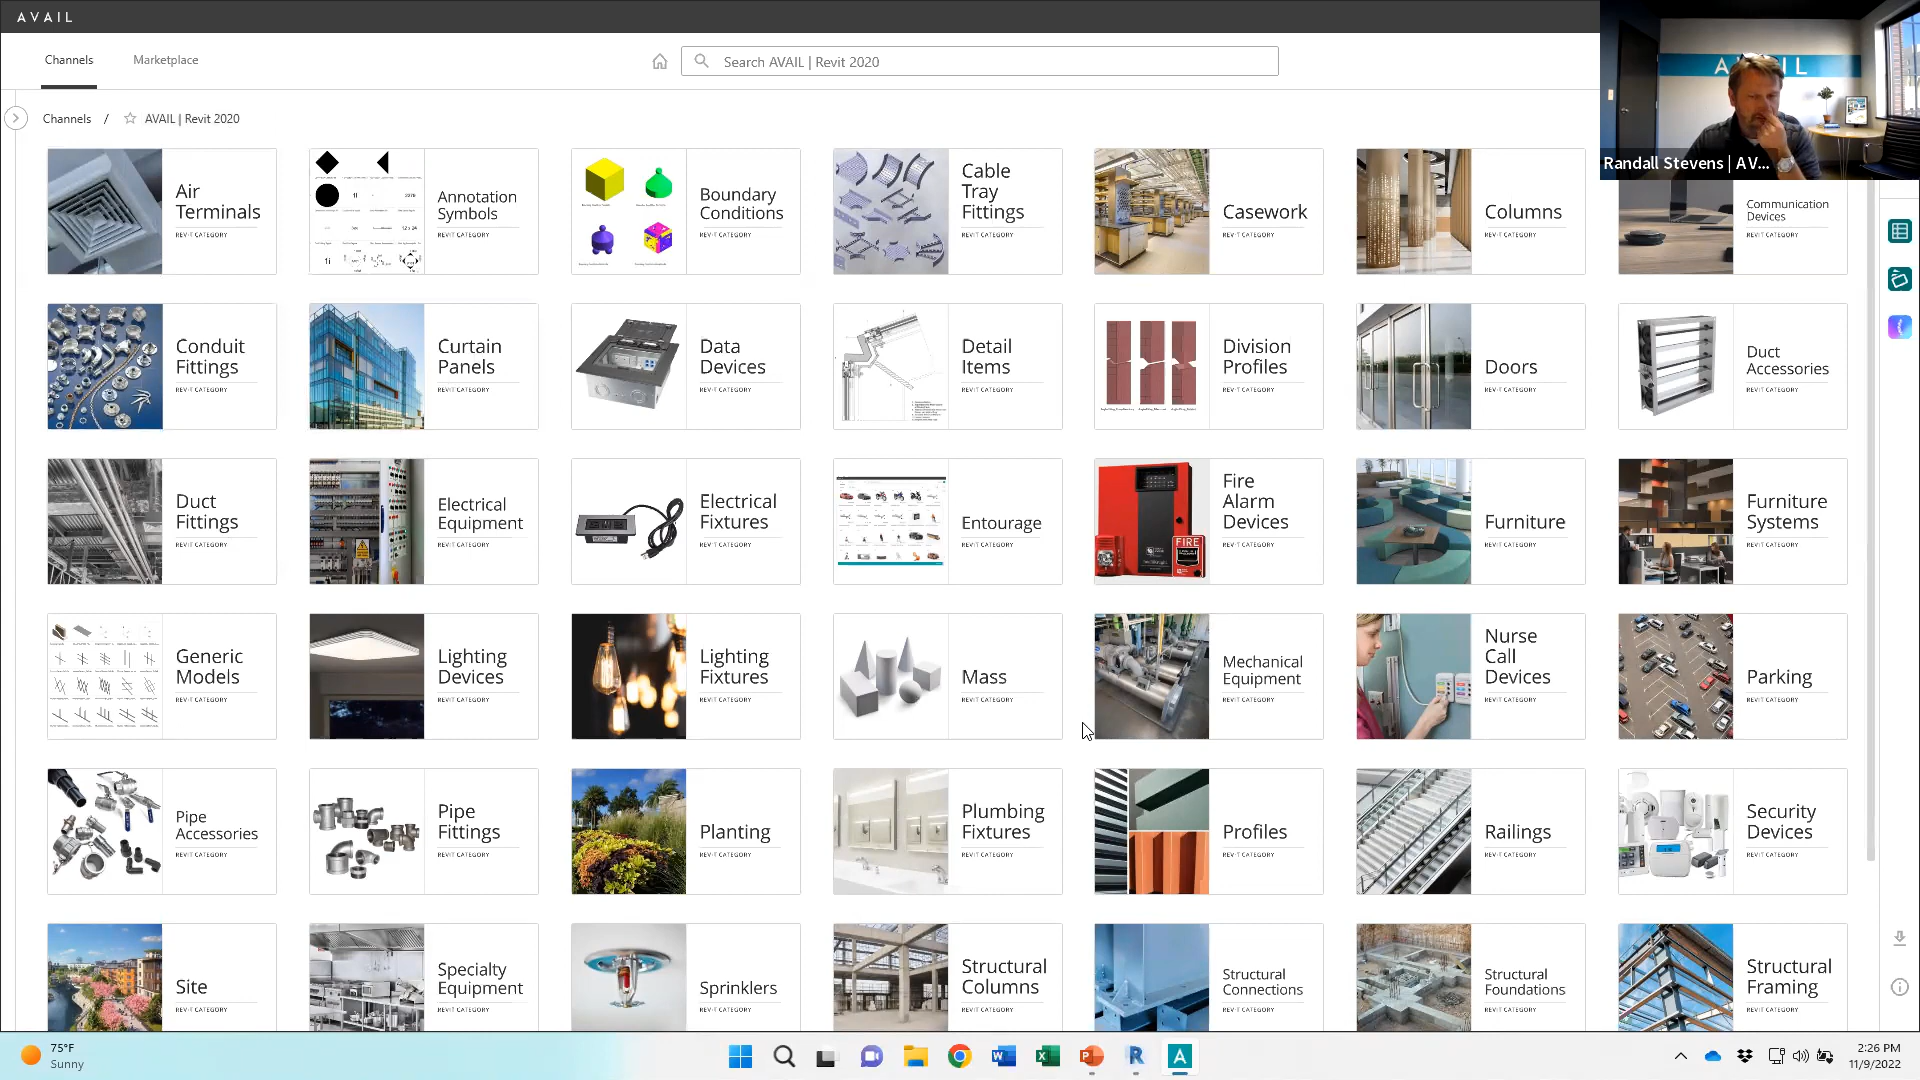 AVAIL
Channels
Marketplace
Search AVAIL | Revit 2020
AVAIL
Randall Stevens | AV...
Channels / AVAIL | Revit 2020
Air
Terminals
REVIT CATEGORY
Annotation
Symbols
REVIT CATEGORY
Boundary
Conditions
REVIT CATEGORY
Cable
Tray
Fittings
REVIT CATEGORY
Casework
REVIT CATEGORY
Columns
REVIT CATEGORY
Communication
Devices
REVIT CATEGORY
Conduit
Fittings
REVIT CATEGORY
Curtain
Panels
REVIT CATEGORY
Data
Devices
REVIT CATEGORY
Detail
Items
REVIT CATEGORY
Division
Profiles
REVIT CATEGORY
Doors
REVIT CATEGORY
Duct
Accessories
REVIT CATEGORY
Duct
Fittings
REVIT CATEGORY
Electrical
Equipment
REVIT CATEGORY
Electrical
Fixtures
REVIT CATEGORY
Entourage
REVIT CATEGORY
FIRE
Fire
Alarm
Devices
REVIT CATEGORY
Furniture
REVIT CATEGORY
Furniture
Systems
REVIT CATEGORY
Generic
Models
REVIT CATEGORY
Lighting
Devices
REVIT CATEGORY
Lighting
Fixtures
REVIT CATEGORY
Mass
REVIT CATEGORY
Mechanical
Equipment
REVIT CATEGORY
Nurse
Call
Devices
REVIT CATEGORY
Parking
REVIT CATEGORY
Pipe
Accessories
REVIT CATEGORY
Pipe
Fittings
REVIT CATEGORY
Planting
REVIT CATEGORY
Plumbing
Fixtures
REVIT CATEGORY
Profiles
REVIT CATEGORY
Railings
REVIT CATEGORY
Security
Devices
REVIT CATEGORY
Site
REVIT CATEGORY
Specialty
Equipment
REVIT CATEGORY
Sprinklers
REVIT CATEGORY
Structural
Columns
REVIT CATEGORY
Structural
Connections
REVIT CATEGORY
Structural
Foundations
REVIT CATEGORY
Structural
Framing
REVIT CATEGORY
75°F
Sunny
2:26 PM
11/9/2022